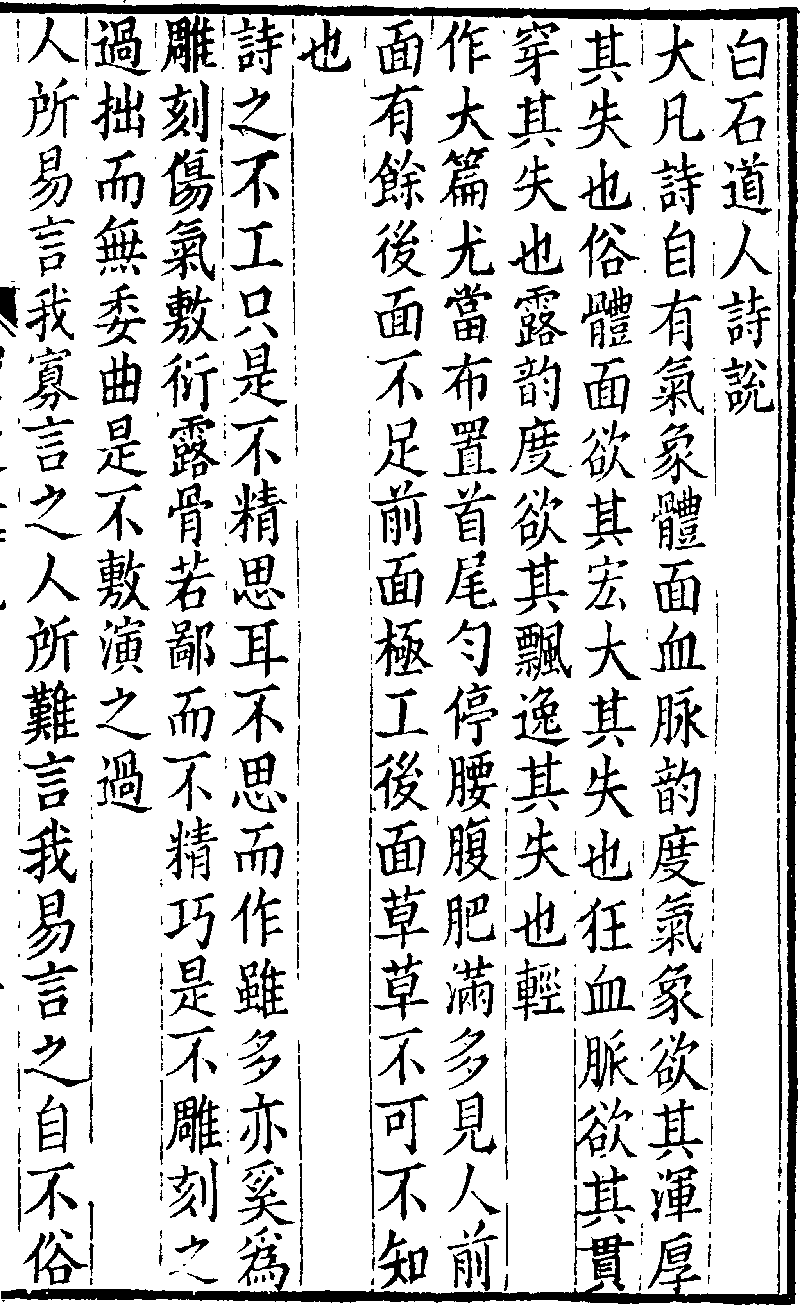 白石道人詩說
大凡詩自有氣象體面血脉韵度氣象欲其渾厚
其失也俗體面欲其宏大其失也狂血脈欲其貫
穿其失也露韵度欲其飄逸其失也輕
作大篇尤當布置首尾勻停腰腹肥滿多見人前
面有餘後面不足前面極工後面草草不可不知
也
詩之不工只是不精思耳不思而作雖多亦奚爲
雕刻傷氣敷衍露骨若鄙而不精巧是不雕刻之
過拙而無委曲是不敷演之過
人所易言我寡言之人所難言我易言之自不俗